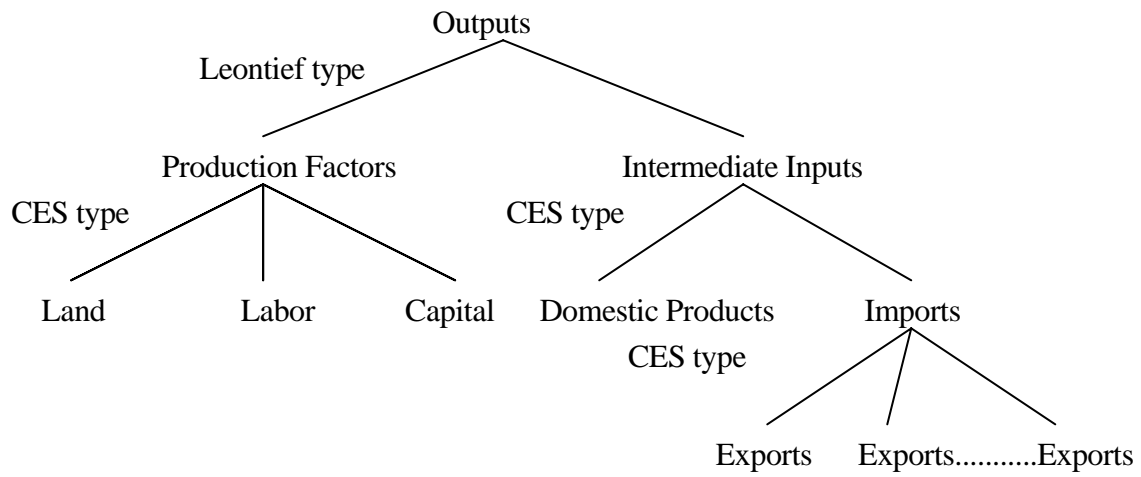 Outputs
Leontief type
Production Factors
Intermediate Inputs
CES type
CES type
Land
Labor
Capital
Domestic Products
Imports
CES type
Exports
Exports...........Exports